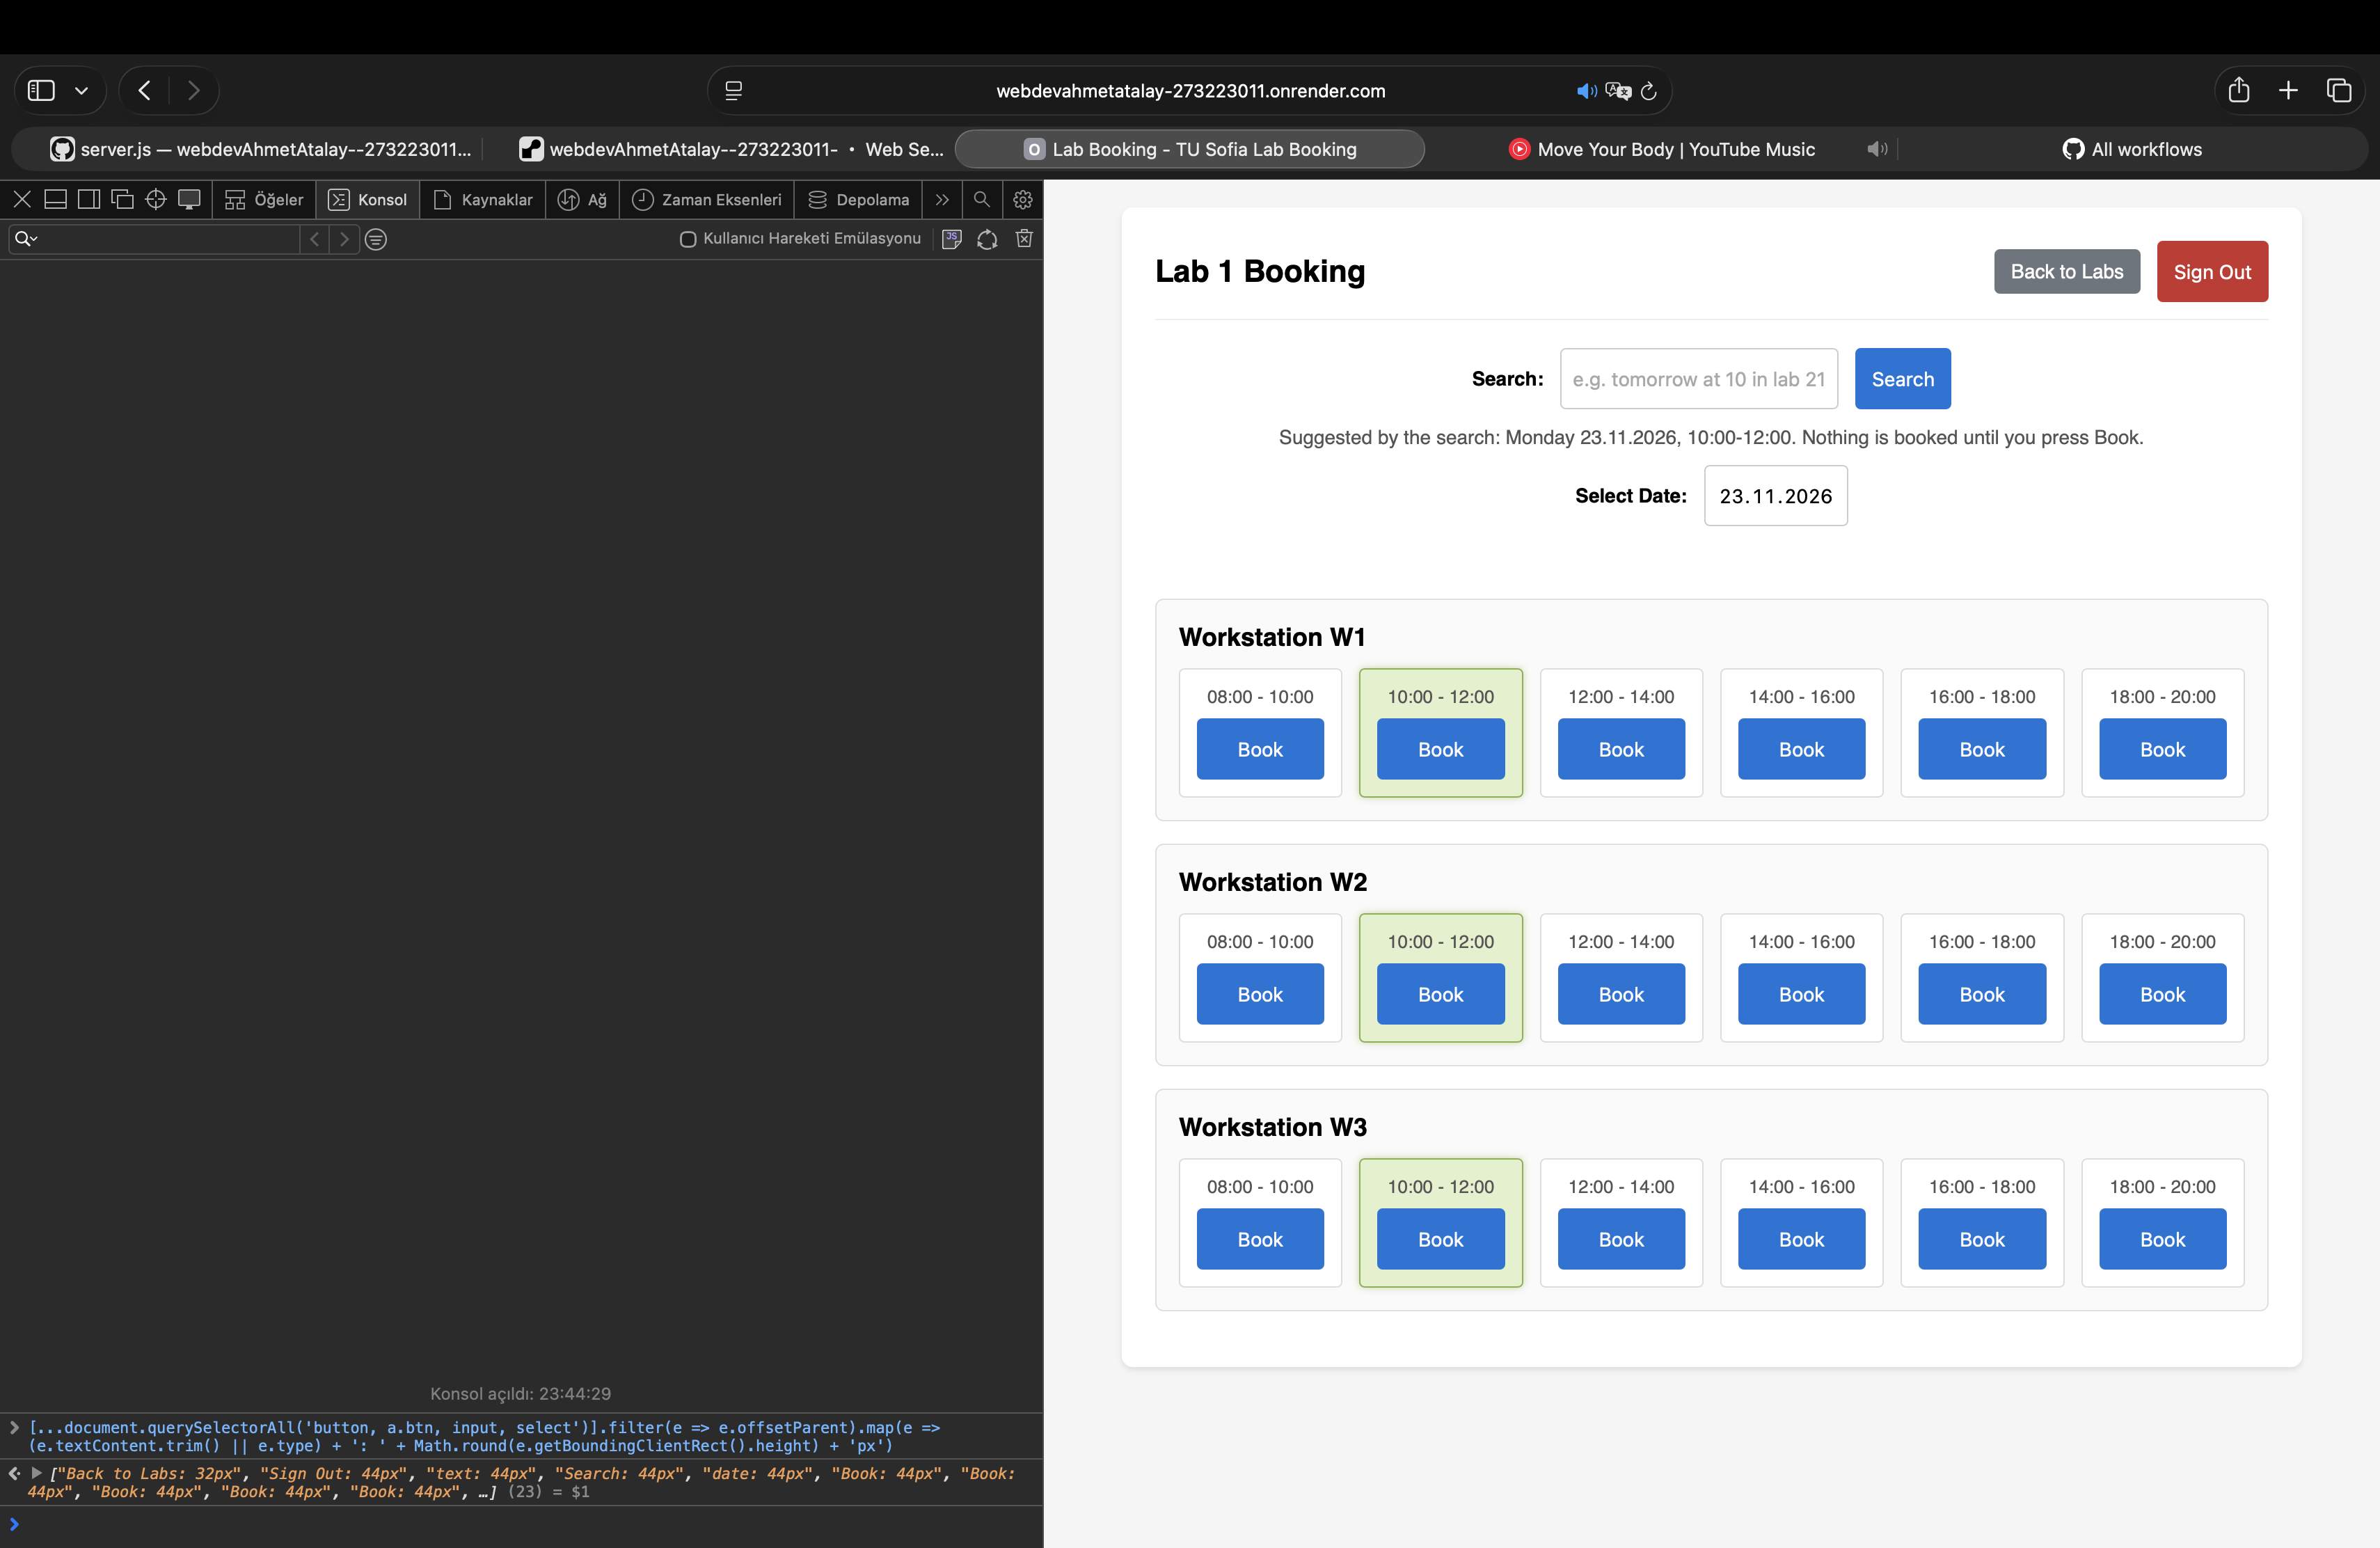 webdevahmetatalay-273223011.onrender.com
server.js — webdevAhmetAtalay--273223011...
webdevAhmetAtalay--273223011- • Web Se...
O Lab Booking - TU Sofia Lab Booking
Move Your Body | YouTube Music
All workflows
Öğeler
Konsol
Kaynaklar
Ağ
Zaman Eksenleri
Depolama
Kullanıcı Hareketi Emülasyonu
JS
Konsol açıldı: 23:44:29
[...document.querySelectorAll('button, a.btn, input, select')].filter(e => e.offsetParent).map(e =>
(e.textContent.trim() || e.type) + ': ' + Math.round(e.getBoundingClientRect().height) + 'px')
["Back to Labs: 32px", "Sign Out: 44px", "text: 44px", "Search: 44px", "date: 44px", "Book: 44px", "Book:
44px", "Book: 44px", "Book: 44px", "Book: 44px", …] (23) = $1
Lab 1 Booking
Back to Labs
Sign Out
Search:
e.g. tomorrow at 10 in lab 21
Search
Suggested by the search: Monday 23.11.2026, 10:00-12:00. Nothing is booked until you press Book.
Select Date:
23.11.2026
Workstation W1
08:00 - 10:00
10:00 - 12:00
12:00 - 14:00
14:00 - 16:00
16:00 - 18:00
18:00 - 20:00
Book
Book
Book
Book
Book
Book
Workstation W2
08:00 - 10:00
10:00 - 12:00
12:00 - 14:00
14:00 - 16:00
16:00 - 18:00
18:00 - 20:00
Book
Book
Book
Book
Book
Book
Workstation W3
08:00 - 10:00
10:00 - 12:00
12:00 - 14:00
14:00 - 16:00
16:00 - 18:00
18:00 - 20:00
Book
Book
Book
Book
Book
Book